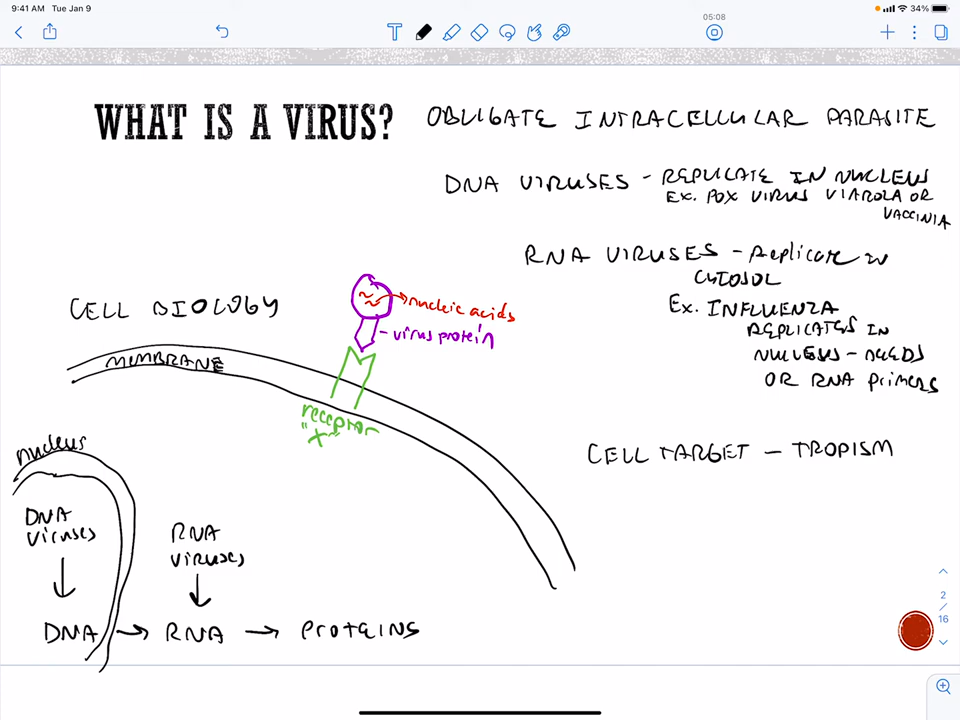 9:41 AM Tue Jan 9
05:08
34%
WHAT IS A VIRUS?
OBLIGATE INTRACELLULAR PARASITE
DNA VIRUSES - REPLICATE IN NUCLEUS
EX. POX VIRUS VIAROLA OR
VACCINIA
RNA VIRUSES - Replicate in
CYTOSOL
Ex. INFLUENZA
REPLICATES IN
NUCLEUS - NEEDS
OR RNA primers
CELL BIOLOGY
nucleic acids
- virus protein
MEMBRANE
receptor
"X"
CELL TARGET - TROPISM
nucleus
DNA
viruses
RNA
viruses
DNA → RNA → proteins
2
/
16